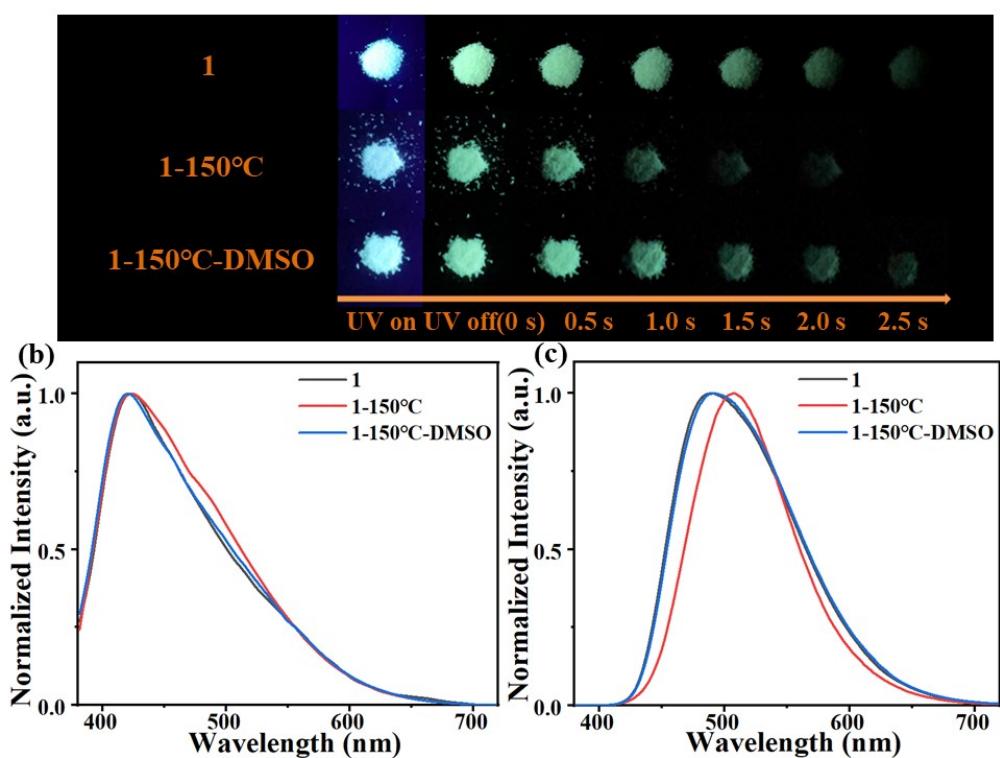 1
1-150℃
1-150℃-DMSO
UV on UV off(0 s) 0.5 s 1.0 s 1.5 s 2.0 s 2.5 s
(b)
1
1-150℃
1-150℃-DMSO
Normalized Intensity (a.u.)
1.0
0.5
0.0
400 500 600 700
Wavelength (nm)
(c)
1
1-150℃
1-150℃-DMSO
Normalized Intensity (a.u.)
1.0
0.5
0.0
400 500 600 700
Wavelength (nm)